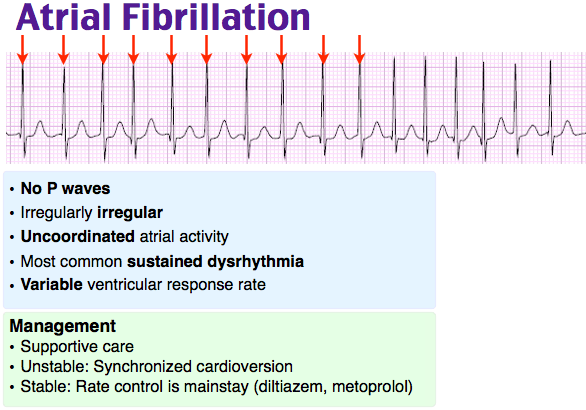 Atrial Fibrillation
• No P waves
• Irregularly irregular
• Uncoordinated atrial activity
• Most common sustained dysrhythmia
• Variable ventricular response rate
Management
• Supportive care
• Unstable: Synchronized cardioversion
• Stable: Rate control is mainstay (diltiazem, metoprolol)